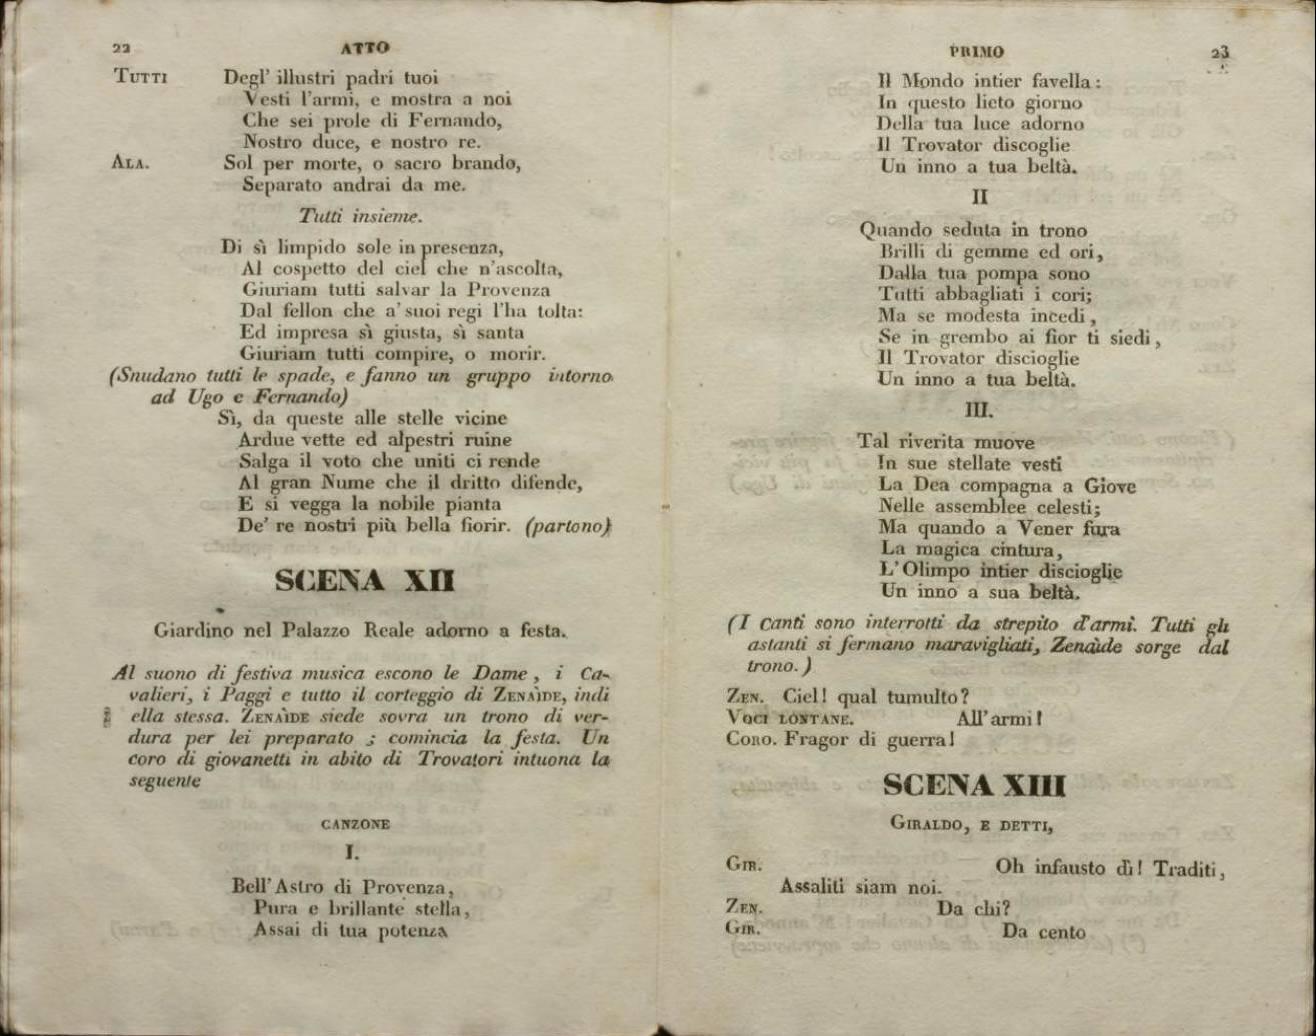 22 ATTO
TUTTI Degl' illustri padri tuoi
Vesti l'armi, e mostra a noi
Che sei prole di Fernando,
Nostro duce, e nostro re.
ALA. Sol per morte, o sacro brando,
Separato andrai da me.
Tutti insieme.
Di sì limpido sole in presenza,
Al cospetto del ciel che n'ascolta,
Giuriam tutti salvar la Provenza
Dal fellon che a' suoi regi l'ha tolta:
Ed impresa sì giusta, sì santa
Giuriam tutti compire, o morir.
(Snudano tutti le spade, e fanno un gruppo intorno
ad Ugo e Fernando)
Sì, da queste alle stelle vicine
Ardue vette ed alpestri ruine
Salga il voto che uniti ci rende
Al gran Nume che il dritto difende,
E si vegga la nobile pianta
De' re nostri più bella fiorir. (partono)
SCENA XII
Giardino nel Palazzo Reale adorno a festa.
Al suono di festiva musica escono le Dame, i Ca-
valieri, i Paggi e tutto il corteggio di ZENAÌDE, indi
ella stessa. ZENAÌDE siede sovra un trono di ver-
dura per lei preparato; comincia la festa. Un
coro di giovanetti in abito di Trovatori intuona la
seguente
CANZONE
I.
Bell'Astro di Provenza,
Pura e brillante stella,
Assai di tua potenza
PRIMO 23
Il Mondo intier favella:
In questo lieto giorno
Della tua luce adorno
Il Trovator discoglie
Un inno a tua beltà.
II
Quando seduta in trono
Brilli di gemme ed ori,
Dalla tua pompa sono
Tutti abbagliati i cori;
Ma se modesta incedi,
Se in grembo ai fior ti siedi,
Il Trovator discioglie
Un inno a tua beltà.
III.
Tal riverita muove
In sue stellate vesti
La Dea compagna a Giove
Nelle assemblee celesti;
Ma quando a Vener fura
La magica cintura,
L'Olimpo intier discioglie
Un inno a sua beltà.
(I Canti sono interrotti da strepito d'armi. Tutti gli
astanti si fermano maravigliati, Zenàide sorge dal
trono.)
ZEN. Ciel! qual tumulto?
VOCI LONTANE. All'armi!
CORO. Fragor di guerra!
SCENA XIII
GIRALDO, E DETTI,
GIR. Oh infausto dì! Traditi,
Assaliti siam noi.
ZEN. Da chi?
GIR. Da cento